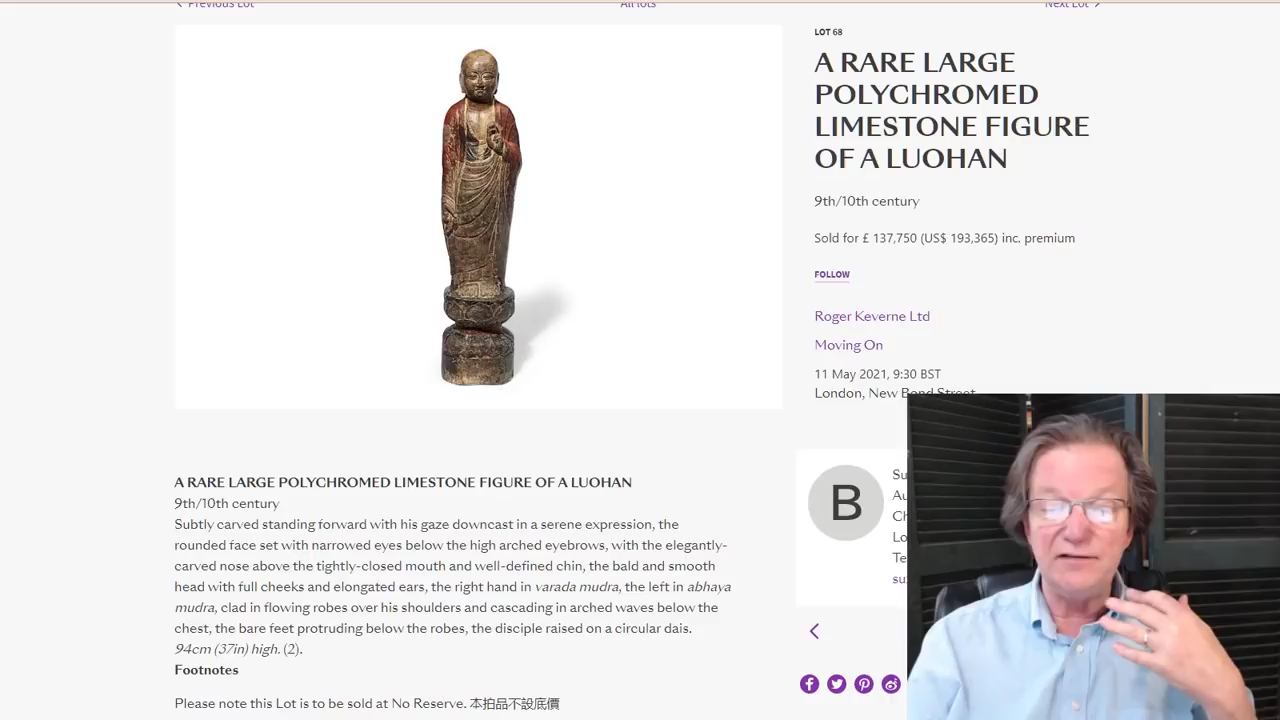 Previous Lot
All lots
Next Lot
LOT 68
A RARE LARGE
POLYCHROMED
LIMESTONE FIGURE
OF A LUOHAN
9th/10th century
Sold for £ 137,750 (US$ 193,365) inc. premium
FOLLOW
Roger Keverne Ltd
Moving On
11 May 2021, 9:30 BST
London, New Bond Street
B
Su
Au
Ch
Lo
Te
su
A RARE LARGE POLYCHROMED LIMESTONE FIGURE OF A LUOHAN
9th/10th century
Subtly carved standing forward with his gaze downcast in a serene expression, the
rounded face set with narrowed eyes below the high arched eyebrows, with the elegantly-
carved nose above the tightly-closed mouth and well-defined chin, the bald and smooth
head with full cheeks and elongated ears, the right hand in varada mudra, the left in abhaya
mudra, clad in flowing robes over his shoulders and cascading in arched waves below the
chest, the bare feet protruding below the robes, the disciple raised on a circular dais.
94cm (37in) high. (2).
Footnotes
Please note this Lot is to be sold at No Reserve. 本拍品不設底價